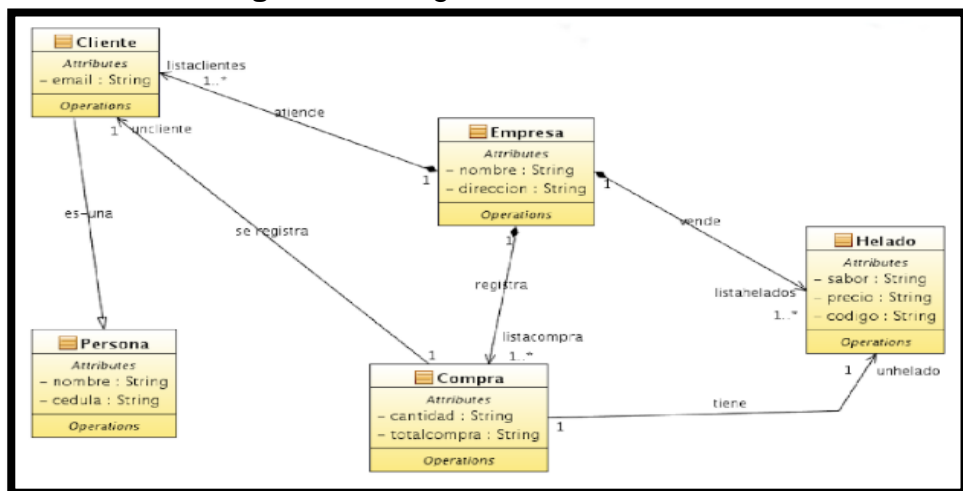 Cliente
Attributes
– email : String
Operations
listaclientes
1..*
atiende
1
uncliente
Empresa
Attributes
– nombre : String
– direccion : String
Operations
1
1
1
es-una
se registra
vende
registra
Helado
Attributes
– sabor : String
– precio : String
– codigo : String
Operations
listahelados
1..*
listacompra
1..*
Persona
Attributes
– nombre : String
– cedula : String
Operations
1
Compra
Attributes
– cantidad : String
– totalcompra : String
Operations
1
tiene
1
unhelado